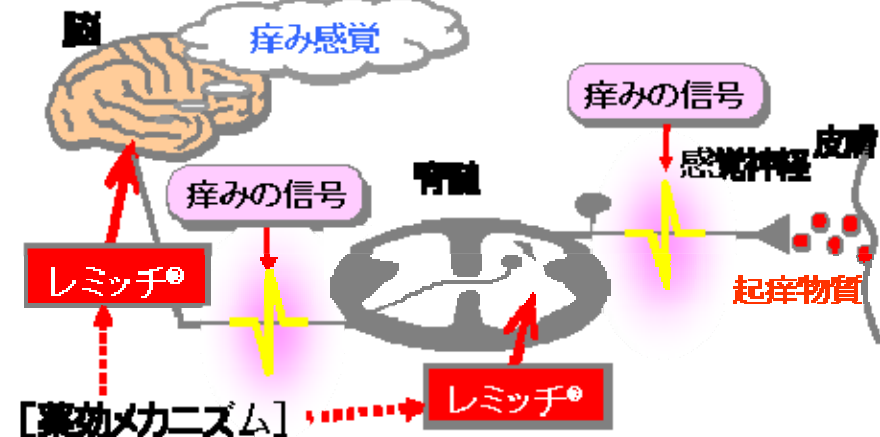 脳
痒み感覚
痒みの信号
皮膚
感覚神経
脊髄
痒みの信号
レミッチ®
起痒物質
レミッチ®
[薬効メカニズム]